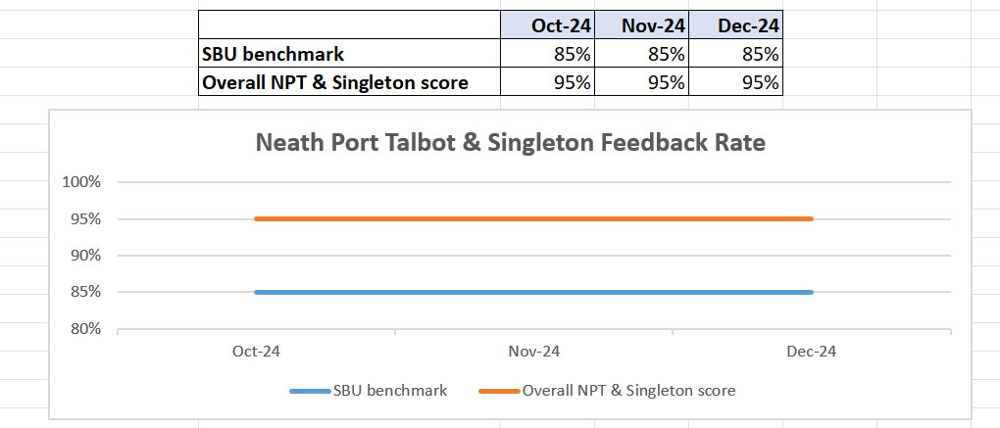 Oct-24 Nov-24 Dec-24
SBU benchmark 85% 85% 85%
Overall NPT & Singleton score 95% 95% 95%
Neath Port Talbot & Singleton Feedback Rate
100%
95%
90%
85%
80%
Oct-24 Nov-24 Dec-24
SBU benchmark Overall NPT & Singleton score